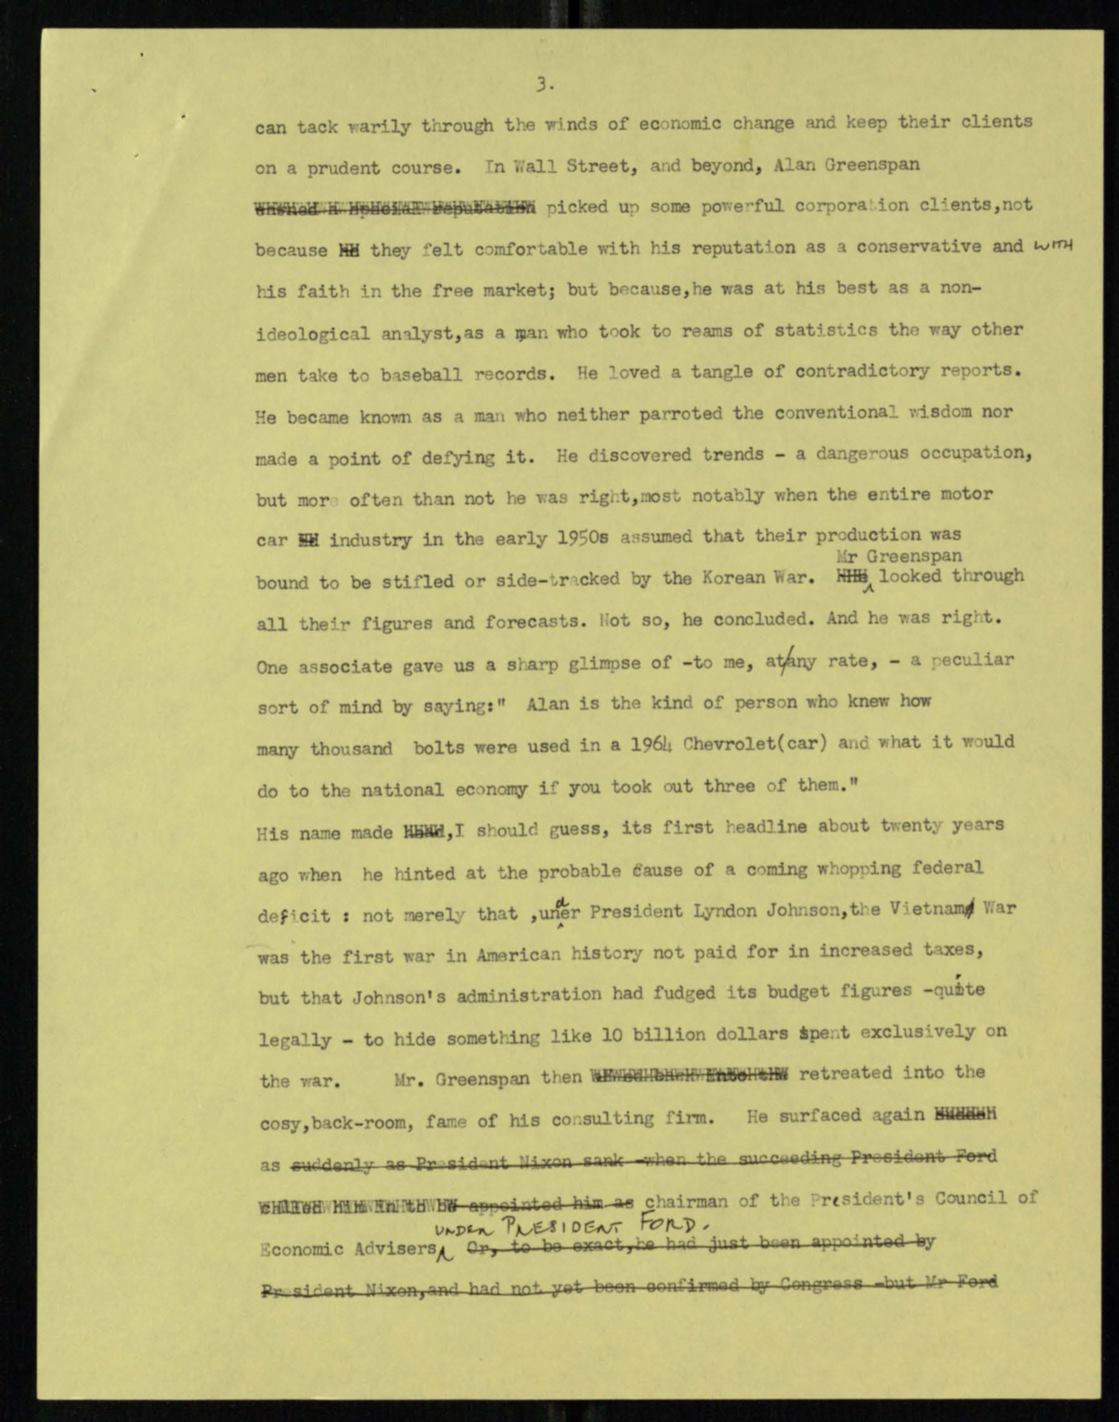 3.
can tack warily through the winds of economic change and keep their clients
on a prudent course. In Wall Street, and beyond, Alan Greenspan
picked up some powerful corporation clients,not
because they felt comfortable with his reputation as a conservative and WITH
his faith in the free market; but because,he was at his best as a non-
ideological analyst,as a man who took to reams of statistics the way other
men take to baseball records. He loved a tangle of contradictory reports.
He became known as a man who neither parroted the conventional wisdom nor
made a point of defying it. He discovered trends - a dangerous occupation,
but more often than not he was right,most notably when the entire motor
car industry in the early 1950s assumed that their production was
Mr Greenspan
bound to be stifled or side-tracked by the Korean War. looked through
all their figures and forecasts. Not so, he concluded. And he was right.
One associate gave us a sharp glimpse of -to me, at/any rate, - a peculiar
sort of mind by saying:" Alan is the kind of person who knew how
many thousand bolts were used in a 1964 Chevrolet(car) and what it would
do to the national economy if you took out three of them."
His name made ,I should guess, its first headline about twenty years
ago when he hinted at the probable cause of a coming whopping federal
deficit : not merely that ,under President Lyndon Johnson,the Vietnam War
was the first war in American history not paid for in increased taxes,
but that Johnson's administration had fudged its budget figures -quite
legally - to hide something like 10 billion dollars spent exclusively on
the war. Mr. Greenspan then retreated into the
cosy,back-room, fame of his consulting firm. He surfaced again
as suddenly as President Nixon sank -when the succeeding President Ford
appointed him as chairman of the President's Council of
UNDER PRESIDENT FORD.
Economic Advisers Or, to be exact,he had just been appointed by
President Nixon,and had not yet been confirmed by Congress -but Mr Ford